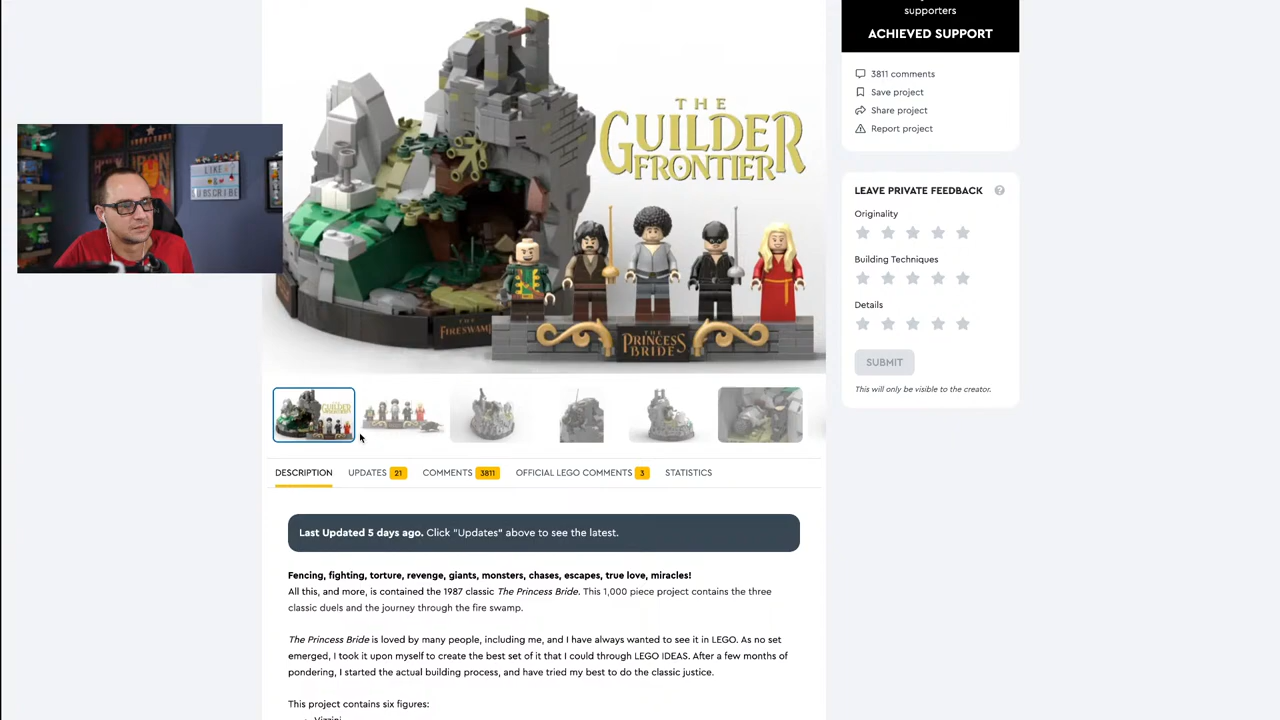 supporters
ACHIEVED SUPPORT
3811 comments
Save project
Share project
Report project
LEAVE PRIVATE FEEDBACK ?
Originality
Building Techniques
Details
SUBMIT
This will only be visible to the creator.
LIKE &
SUBSCRIBE
THE
GUILDER
FRONTIER
THE
FIRESWAMP
THE
PRINCESS
BRIDE
DESCRIPTION
UPDATES 21
COMMENTS 3811
OFFICIAL LEGO COMMENTS 3
STATISTICS
Last Updated 5 days ago. Click "Updates" above to see the latest.
Fencing, fighting, torture, revenge, giants, monsters, chases, escapes, true love, miracles!
All this, and more, is contained the 1987 classic The Princess Bride. This 1,000 piece project contains the three
classic duels and the journey through the fire swamp.
The Princess Bride is loved by many people, including me, and I have always wanted to see it in LEGO. As no set
emerged, I took it upon myself to create the best set of it that I could through LEGO IDEAS. After a few months of
pondering, I started the actual building process, and have tried my best to do the classic justice.
This project contains six figures:
Vizzini